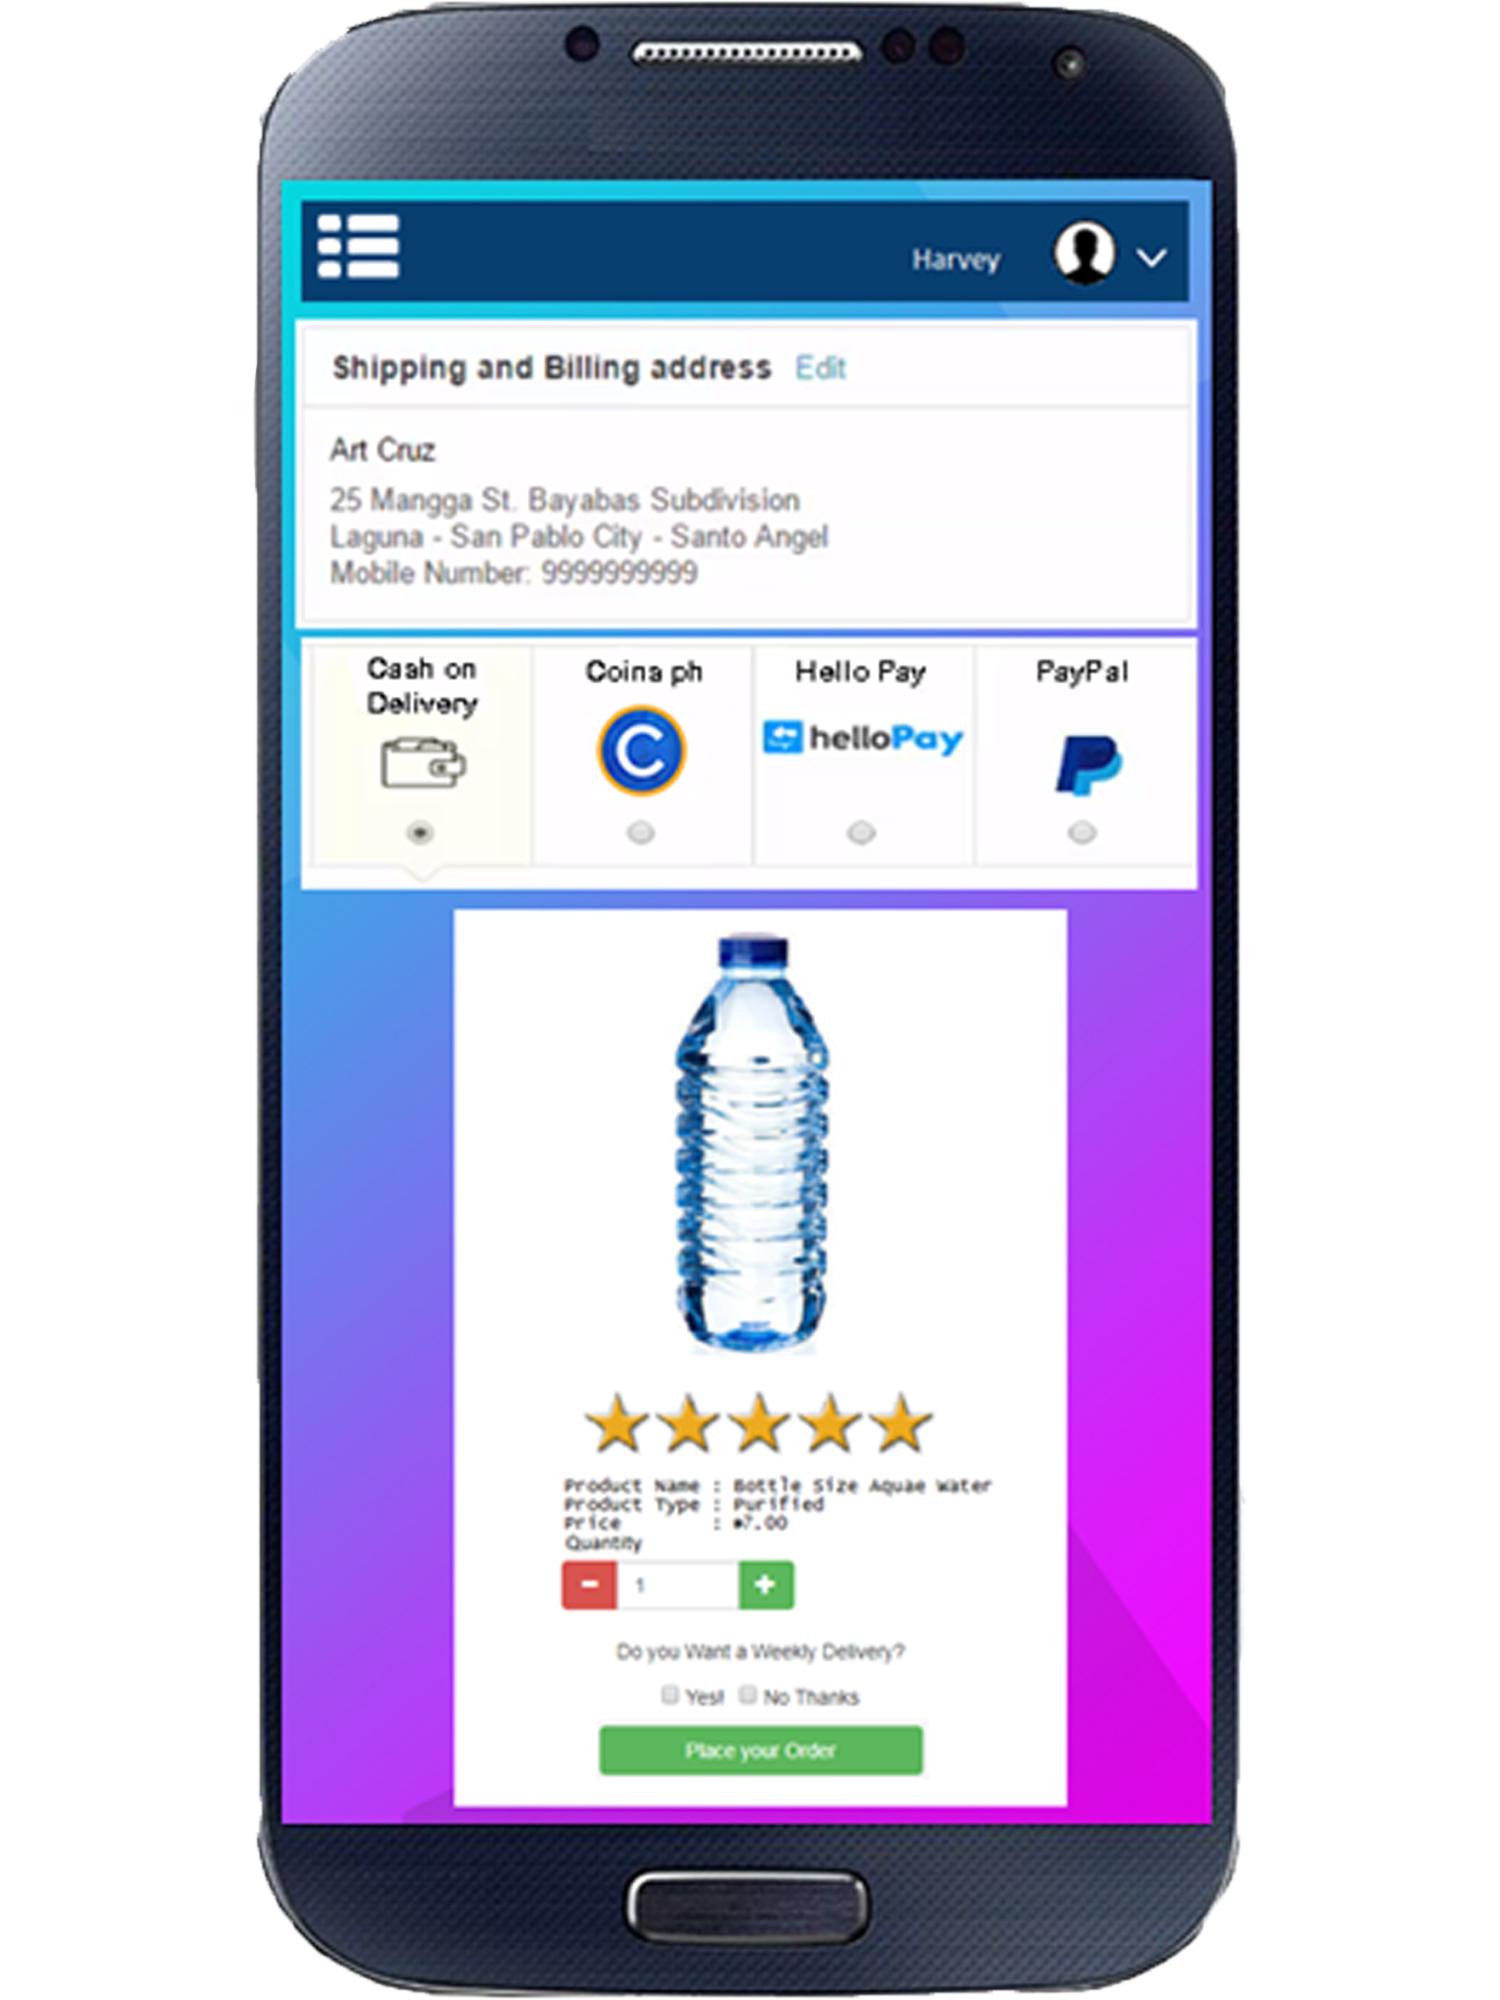 Harvey
Shipping and Billing address Edit
Art Cruz
25 Mangga St. Bayabas Subdivision
Laguna - San Pablo City - Santo Angel
Mobile Number: 9999999999
Cash on
Delivery
Coins ph
Hello Pay
helloPay
PayPal
Product Name : Bottle Size Aquae Water
Product Type : Purified
Price : ₱7.00
Quantity
1
Do you Want a Weekly Delivery?
Yes! No Thanks
Place your Order